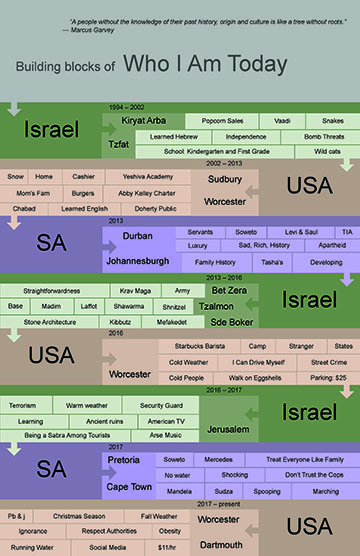 "A people without the knowledge of their past history, origin and culture is like a tree without roots."
— Marcus Garvey
Building blocks of Who I Am Today
1994 – 2002
Israel
Kiryat Arba
Tzfat
Popcorn Sales Vaadi Snakes
Learned Hebrew Independence Bomb Threats
School: Kindergarten and First Grade Wild cats
2002 – 2013
Snow Home Cashier Yeshiva Academy
Mom's Fam Burgers Abby Kelley Charter
Chabad Learned English Doherty Public
Sudbury
Worcester
USA
2013
SA
Durban
Johannesburgh
Servants Soweto Levi & Saul TIA
Luxury Sad, Rich, History Apartheid
Family History Tasha's Developing
2013 – 2016
Straightforwardness Krav Maga Army
Base Madim Laffot Shawarma Shnitzel
Stone Architecture Kibbutz Mefakedet
Bet Zera
Tzalmon
Sde Boker
Israel
2016
USA
Worcester
Starbucks Barista Camp Stranger States
Cold Weather I Can Drive Myself Street Crime
Cold People Walk on Eggshells Parking: $25
2016 – 2017
Terrorism Warm weather Security Guard
Learning Ancient ruins American TV
Being a Sabra Among Tourists Arse Music
Jerusalem
Israel
2017
SA
Pretoria
Cape Town
Soweto Mercedes Treat Everyone Like Family
No water Shocking Don't Trust the Cops
Mandela Sudza Spooping Marching
2017 – present
Pb & j Christmas Season Fall Weather
Ignorance Respect Authorities Obesity
Running Water Social Media $11/hr
Worcester
Dartmouth
USA